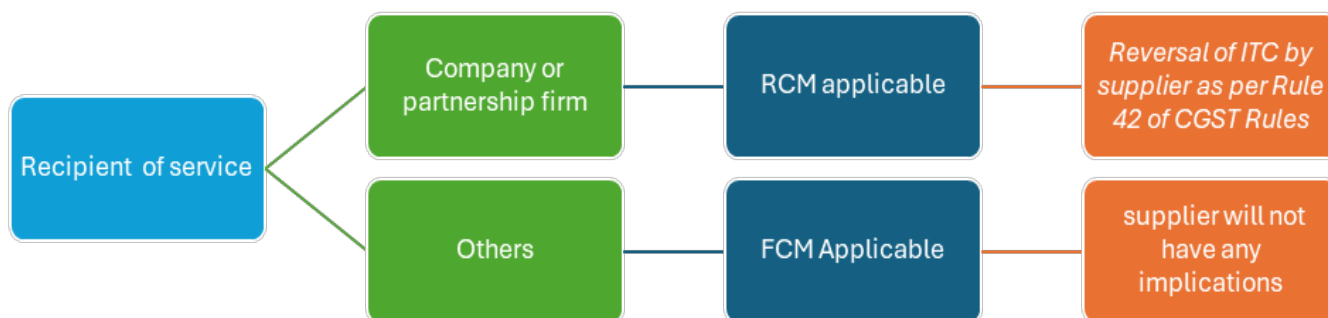 Recipient of service
Company or
partnership firm
RCM applicable
Reversal of ITC by
supplier as per Rule
42 of CGST Rules
Others
FCM Applicable
supplier will not
have any
implications